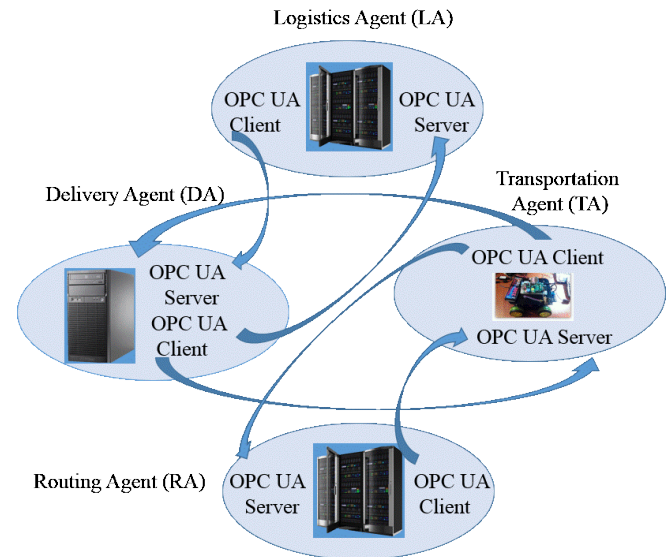 Logistics Agent (LA)
OPC UA
Client
OPC UA
Server
Delivery Agent (DA)
Transportation
Agent (TA)
OPC UA
Server
OPC UA
Client
OPC UA Client
OPC UA Server
Routing Agent (RA)
OPC UA
Server
OPC UA
Client